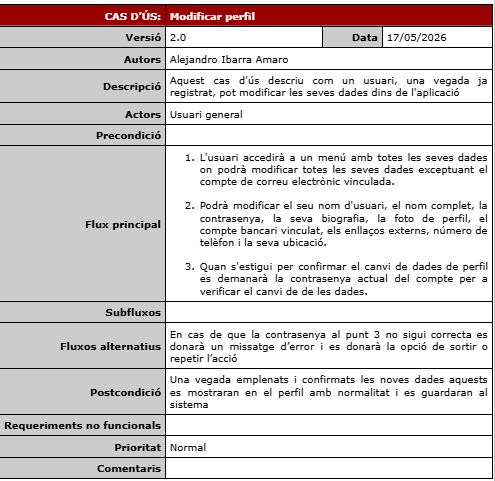 CAS D'ÚS: Modificar perfil
Versió 2.0 Data 17/05/2026
Autors Alejandro Ibarra Amaro
Descripció
Aquest cas d'ús descriu com un usuari, una vegada ja
registrat, pot modificar les seves dades dins de l'aplicació
Actors Usuari general
Precondició
Flux principal
1. L'usuari accedirà a un menú amb totes les seves dades
on podrà modificar totes les seves dades exceptuant el
compte de correu electrònic vinculada.
2. Podrà modificar el seu nom d'usuari, el nom complet, la
contrasenya, la seva biografia, la foto de perfil, el
compte bancari vinculat, els enllaços externs, número de
telèfon i la seva ubicació.
3. Quan s'estigui per confirmar el canvi de dades de perfil
es demanarà la contrasenya actual del compte per a
verificar el canvi de de les dades.
Subfluxos
Fluxos alternatius
En cas de que la contrasenya al punt 3 no sigui correcta es
donarà un missatge d'error i es donarà la opció de sortir o
repetir l'acció
Postcondició
Una vegada emplenats i confirmats les noves dades aquests
es mostraran en el perfil amb normalitat i es guardaran al
sistema
Requeriments no funcionals
Prioritat Normal
Comentaris